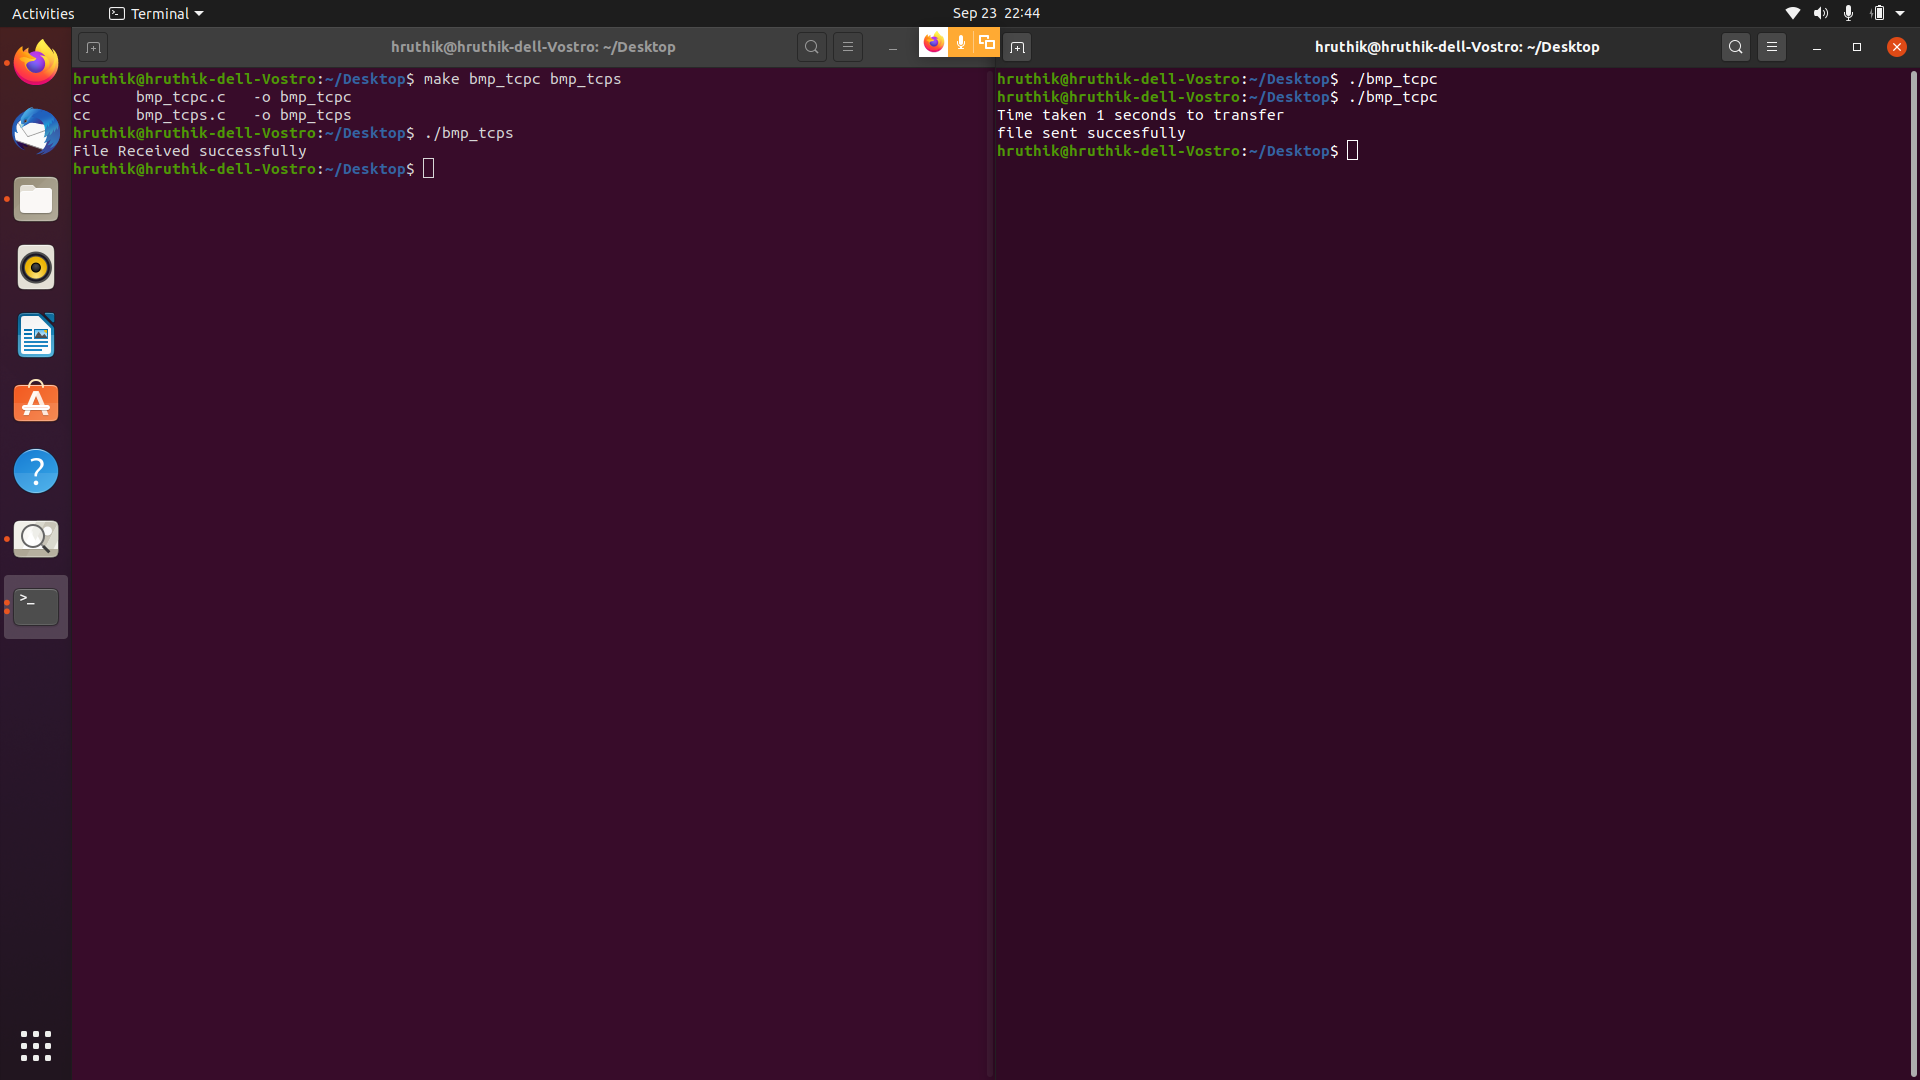 Activities
Terminal
Sep 23 22:44
hruthik@hruthik-dell-Vostro: ~/Desktop
hruthik@hruthik-dell-Vostro:~/Desktop$ make bmp_tcpc bmp_tcps
cc     bmp_tcpc.c   -o bmp_tcpc
cc     bmp_tcps.c   -o bmp_tcps
hruthik@hruthik-dell-Vostro:~/Desktop$ ./bmp_tcps
File Received successfully
hruthik@hruthik-dell-Vostro:~/Desktop$
hruthik@hruthik-dell-Vostro: ~/Desktop
hruthik@hruthik-dell-Vostro:~/Desktop$ ./bmp_tcpc
hruthik@hruthik-dell-Vostro:~/Desktop$ ./bmp_tcpc
Time taken 1 seconds to transfer
file sent succesfully
hruthik@hruthik-dell-Vostro:~/Desktop$